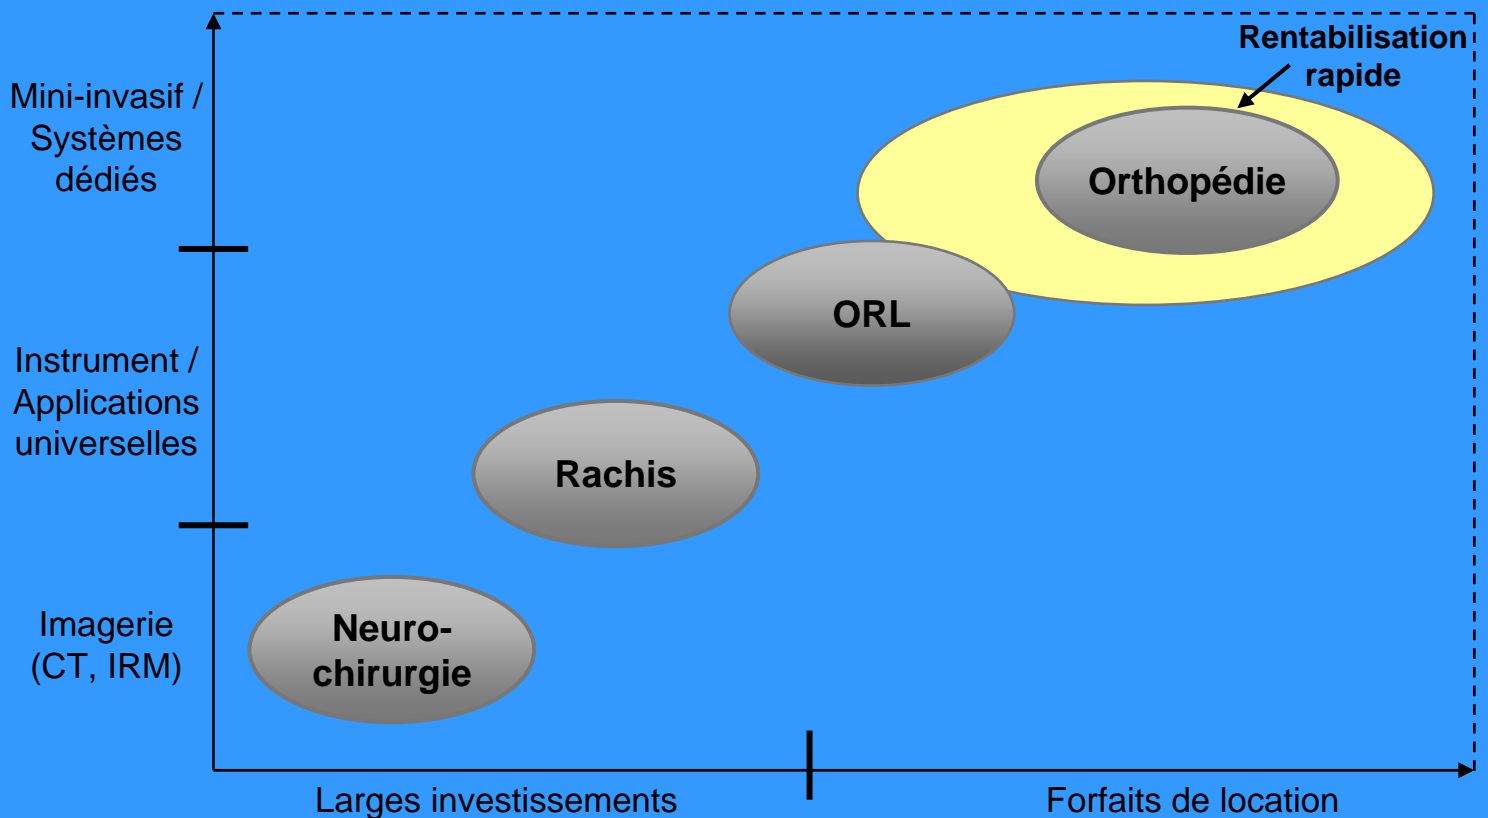 Rentabilisation
rapide
Mini-invasif /
Systèmes
dédiés
Orthopédie
ORL
Instrument /
Applications
universelles
Rachis
Imagerie
(CT, IRM)
Neuro-
chirurgie
Larges investissements
Forfaits de location